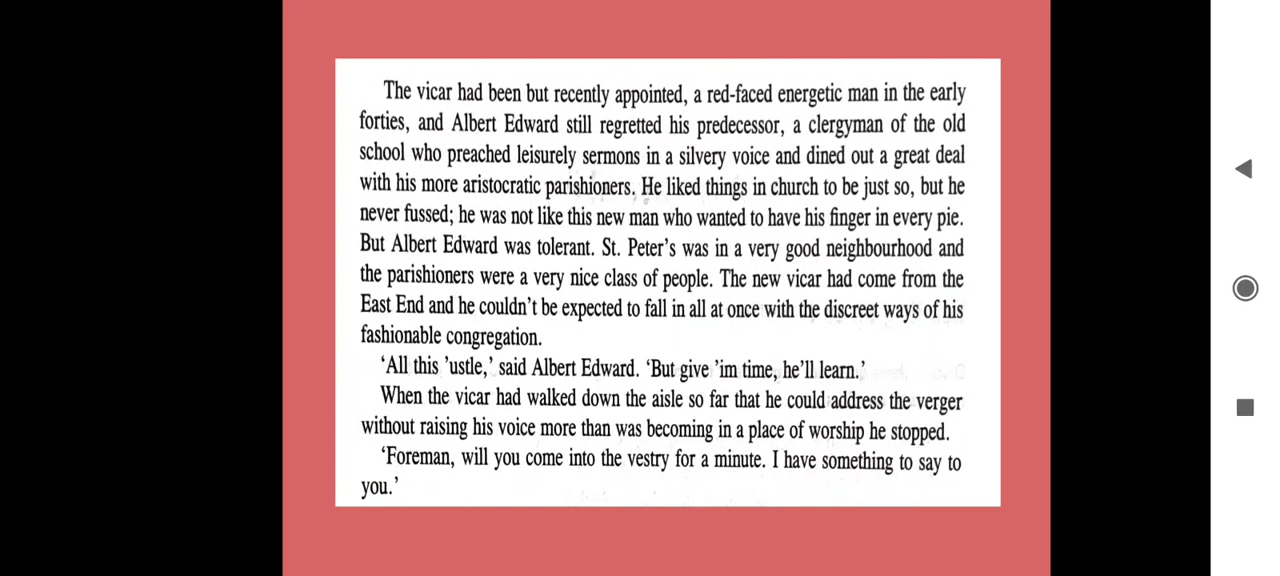 The vicar had been but recently appointed, a red-faced energetic man in the early
forties, and Albert Edward still regretted his predecessor, a clergyman of the old
school who preached leisurely sermons in a silvery voice and dined out a great deal
with his more aristocratic parishioners. He liked things in church to be just so, but he
never fussed; he was not like this new man who wanted to have his finger in every pie.
But Albert Edward was tolerant. St. Peter's was in a very good neighbourhood and
the parishioners were a very nice class of people. The new vicar had come from the
East End and he couldn't be expected to fall in all at once with the discreet ways of his
fashionable congregation.
‘All this ’ustle,’ said Albert Edward. ‘But give ’im time, he’ll learn.’
When the vicar had walked down the aisle so far that he could address the verger
without raising his voice more than was becoming in a place of worship he stopped.
‘Foreman, will you come into the vestry for a minute. I have something to say to
you.’